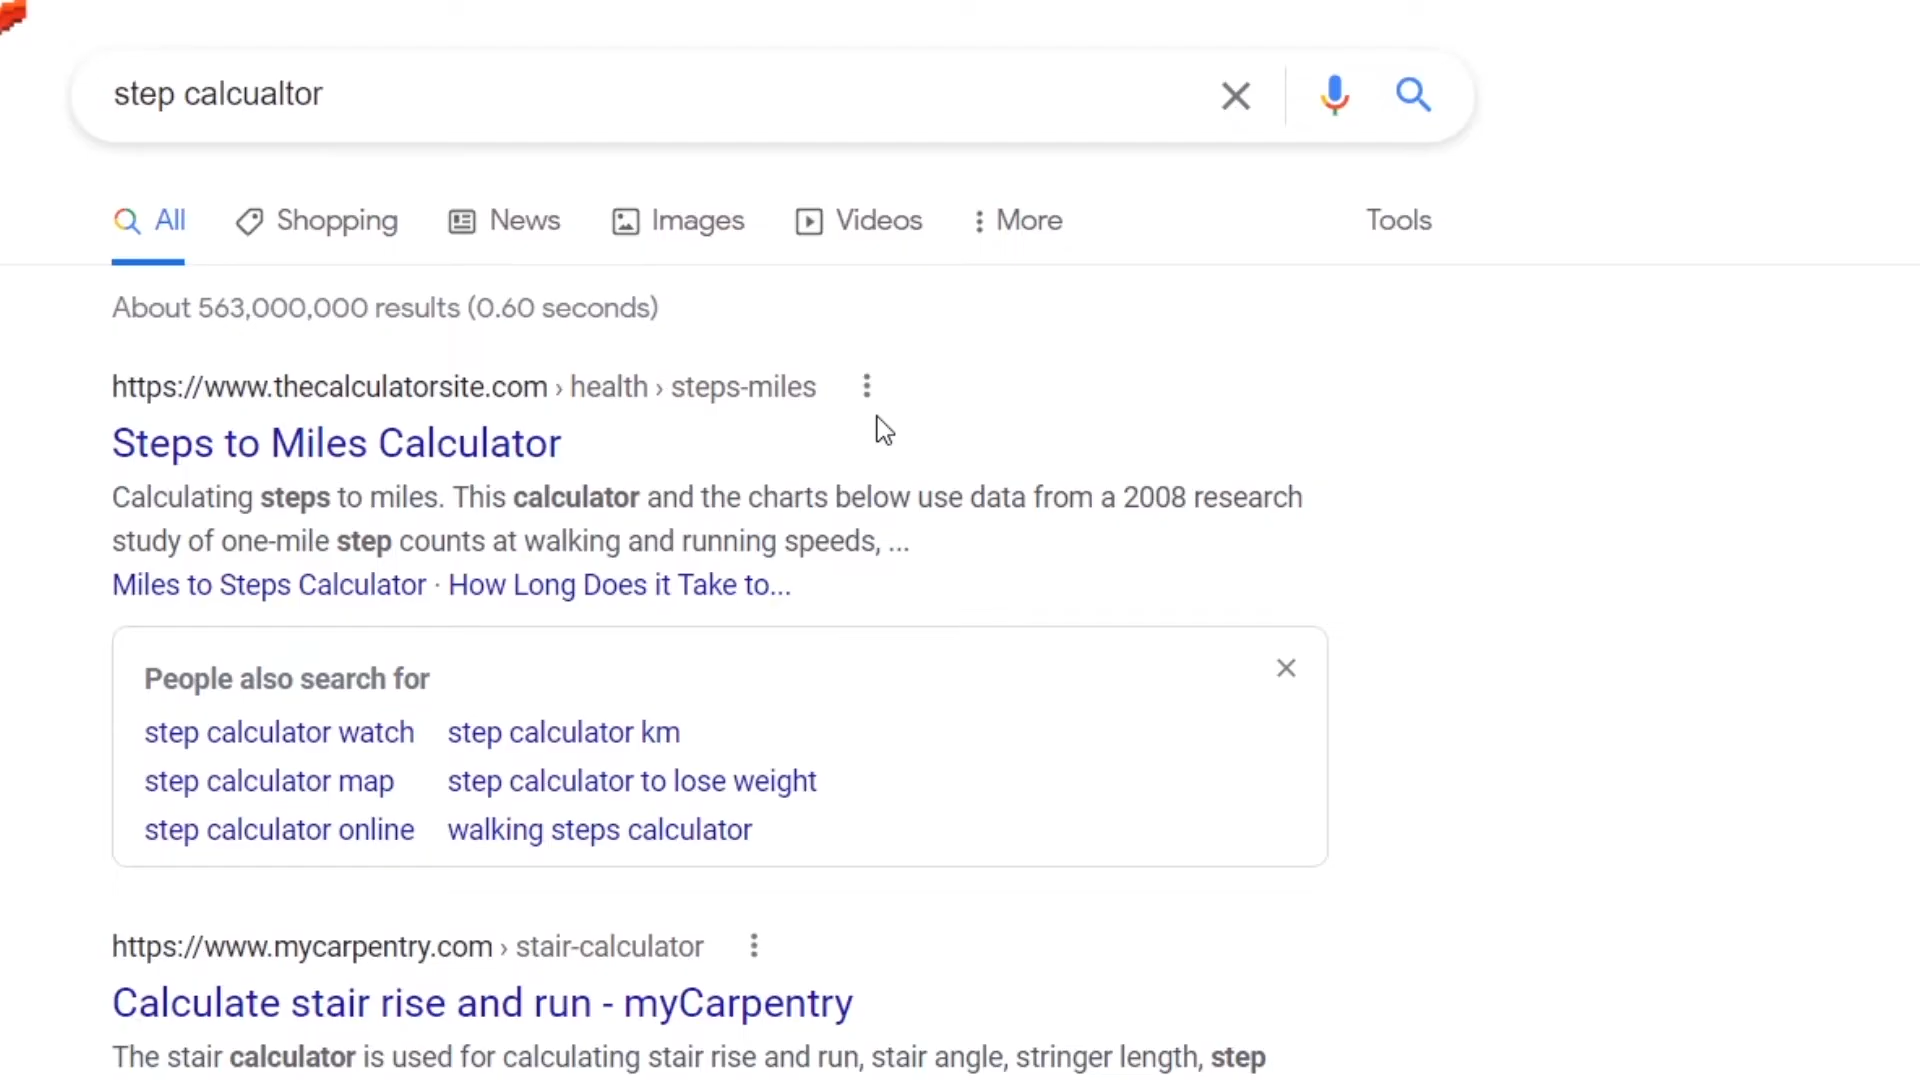 step calcualtor
All Shopping News Images Videos More Tools
About 563,000,000 results (0.60 seconds)
https://www.thecalculatorsite.com › health › steps-miles
Steps to Miles Calculator
Calculating steps to miles. This calculator and the charts below use data from a 2008 research
study of one-mile step counts at walking and running speeds, ...
Miles to Steps Calculator · How Long Does it Take to...
People also search for
step calculator watch step calculator km
step calculator map step calculator to lose weight
step calculator online walking steps calculator
https://www.mycarpentry.com › stair-calculator
Calculate stair rise and run - myCarpentry
The stair calculator is used for calculating stair rise and run, stair angle, stringer length, step